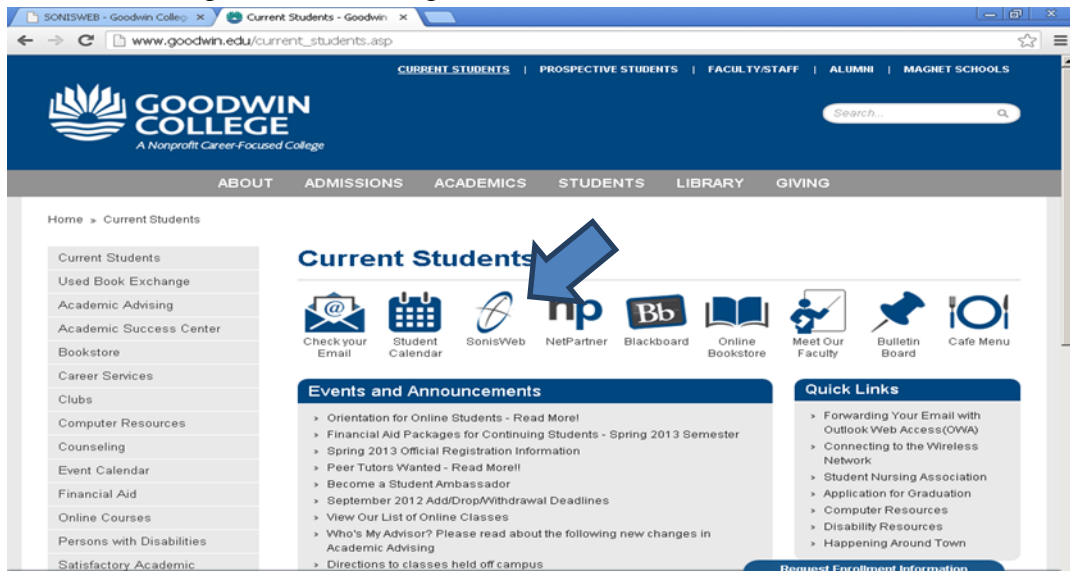 SONISWEB - Goodwin Colleg
Current Students - Goodwin
www.goodwin.edu/current_students.asp
CURRENT STUDENTS | PROSPECTIVE STUDENTS | FACULTY/STAFF | ALUMNI | MAGNET SCHOOLS
GOODWIN
COLLEGE
A Nonprofit Career-Focused College
Search...
ABOUT ADMISSIONS ACADEMICS STUDENTS LIBRARY GIVING
Home » Current Students
Current Students
Used Book Exchange
Academic Advising
Academic Success Center
Bookstore
Career Services
Clubs
Computer Resources
Counseling
Event Calendar
Financial Aid
Online Courses
Persons with Disabilities
Satisfactory Academic
Current Students
Check your
Email
Student
Calendar
SonisWeb
np
NetPartner
Bb
Blackboard
Online
Bookstore
Meet Our
Faculty
Bulletin
Board
Cafe Menu
Events and Announcements
» Orientation for Online Students - Read More!
» Financial Aid Packages for Continuing Students - Spring 2013 Semester
» Spring 2013 Official Registration Information
» Peer Tutors Wanted - Read More!!
» Become a Student Ambassador
» September 2012 Add/Drop/Withdrawal Deadlines
» View Our List of Online Classes
» Who's My Advisor? Please read about the following new changes in
Academic Advising
» Directions to classes held off campus
Quick Links
» Forwarding Your Email with
Outlook Web Access(OWA)
» Connecting to the Wireless
Network
» Student Nursing Association
» Application for Graduation
» Computer Resources
» Disability Resources
» Happening Around Town
Request Enrollment Information